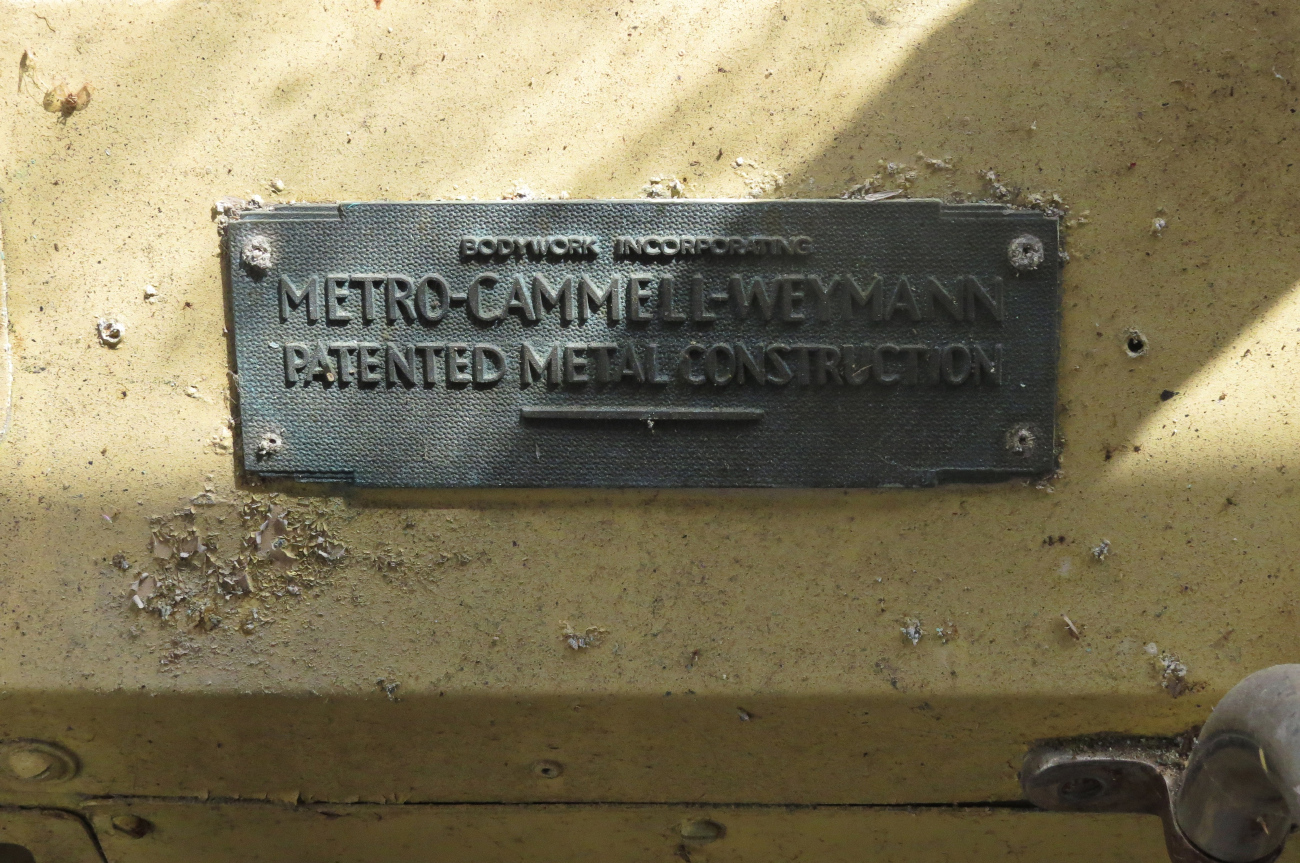 BODYWORK INCORPORATING
METRO-CAMMELL-WEYMANN
PATENTED METAL CONSTRUCTION